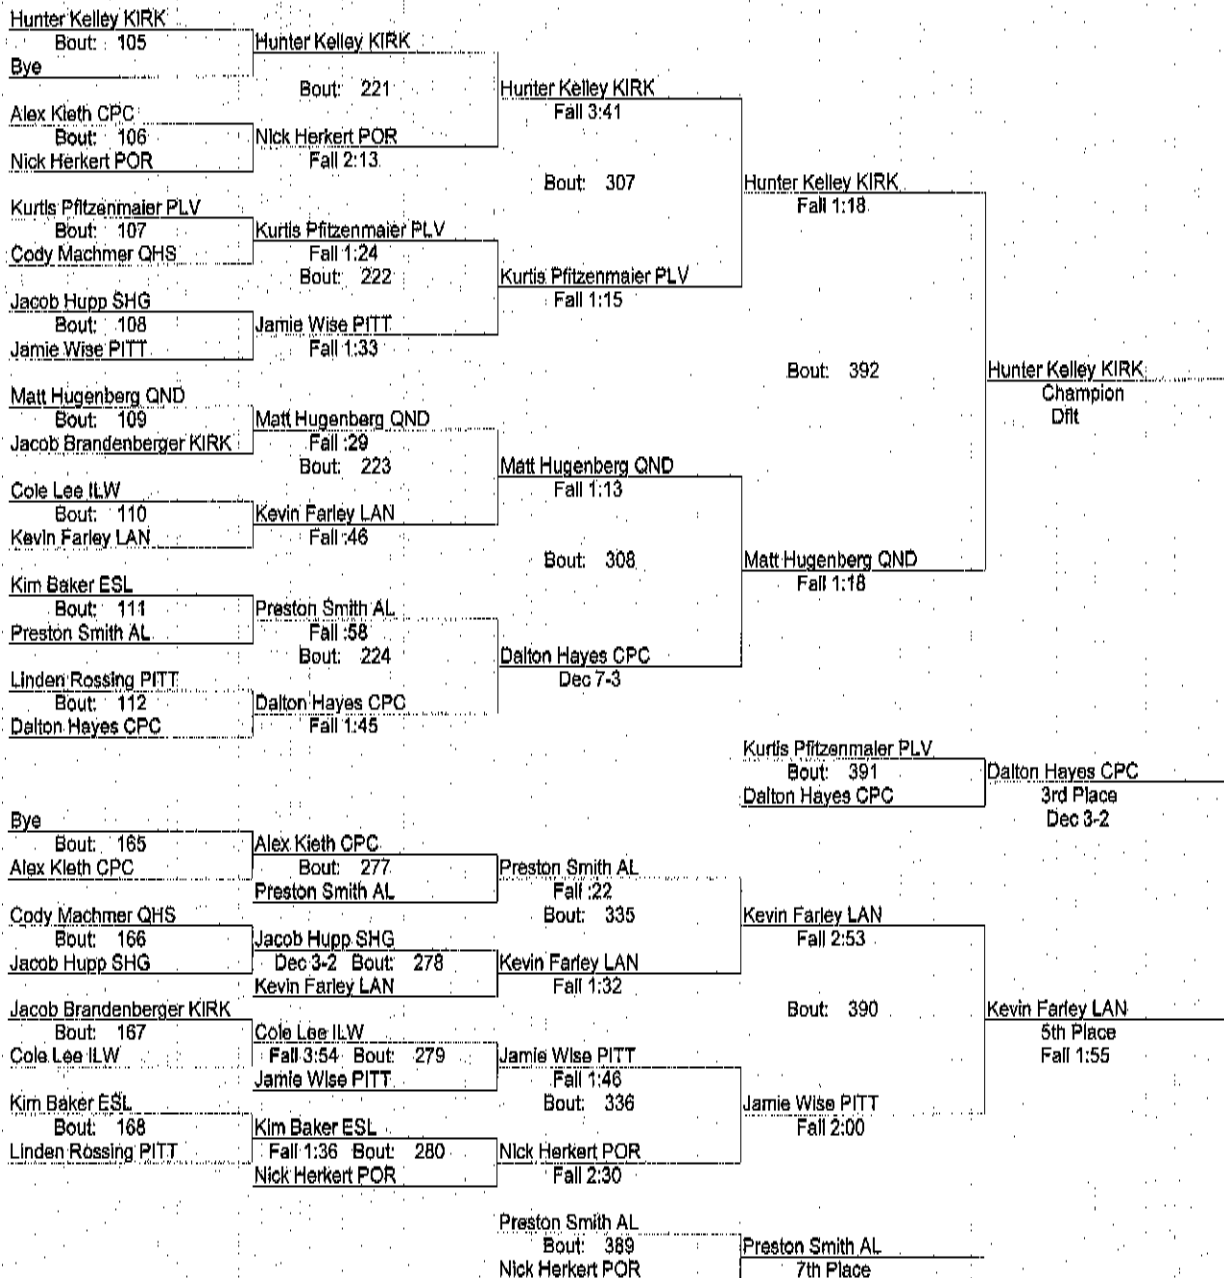 Hunter Kelley KIRK
Bout: 105
Bye
Hunter Kelley KIRK
Bout: 221
Alex Kieth CPC
Bout: 106
Nick Herkert POR
Nick Herkert POR
Fall 2:13
Hunter Kelley KIRK
Fall 3:41
Bout: 307
Kurtis Pfitzenmaier PLV
Bout: 107
Cody Machmer QHS
Kurtis Pfitzenmaier PLV
Fall 1:24
Bout: 222
Jacob Hupp SHG
Bout: 108
Jamie Wise PITT
Jamie Wise PITT
Fall 1:33
Kurtis Pfitzenmaier PLV
Fall 1:15
Hunter Kelley KIRK
Fall 1:18
Bout: 392
Matt Hugenberg QND
Bout: 109
Jacob Brandenberger KIRK
Matt Hugenberg QND
Fall :29
Bout: 223
Cole Lee ILW
Bout: 110
Kevin Farley LAN
Kevin Farley LAN
Fall :46
Matt Hugenberg QND
Fall 1:13
Bout: 308
Kim Baker ESL
Bout: 111
Preston Smith AL
Preston Smith AL
Fall :58
Bout: 224
Linden Rossing PITT
Bout: 112
Dalton Hayes CPC
Dalton Hayes CPC
Fall 1:45
Dalton Hayes CPC
Dec 7-3
Matt Hugenberg QND
Fall 1:18
Hunter Kelley KIRK
Champion
Dflt
Kurtis Pfitzenmaier PLV
Bout: 391
Dalton Hayes CPC
Dalton Hayes CPC
3rd Place
Dec 3-2
Bye
Bout: 165
Alex Kieth CPC
Alex Kieth CPC
Bout: 277
Preston Smith AL
Preston Smith AL
Fall :22
Bout: 335
Cody Machmer QHS
Bout: 166
Jacob Hupp SHG
Jacob Hupp SHG
Dec 3-2 Bout: 278
Kevin Farley LAN
Kevin Farley LAN
Fall 1:32
Kevin Farley LAN
Fall 2:53
Bout: 390
Jacob Brandenberger KIRK
Bout: 167
Cole Lee ILW
Cole Lee ILW
Fall 3:54 Bout: 279
Jamie Wise PITT
Jamie Wise PITT
Fall 1:46
Bout: 336
Kim Baker ESL
Bout: 168
Linden Rossing PITT
Kim Baker ESL
Fall 1:36 Bout: 280
Nick Herkert POR
Nick Herkert POR
Fall 2:30
Jamie Wise PITT
Fall 2:00
Kevin Farley LAN
5th Place
Fall 1:55
Preston Smith AL
Bout: 389
Nick Herkert POR
Preston Smith AL
7th Place